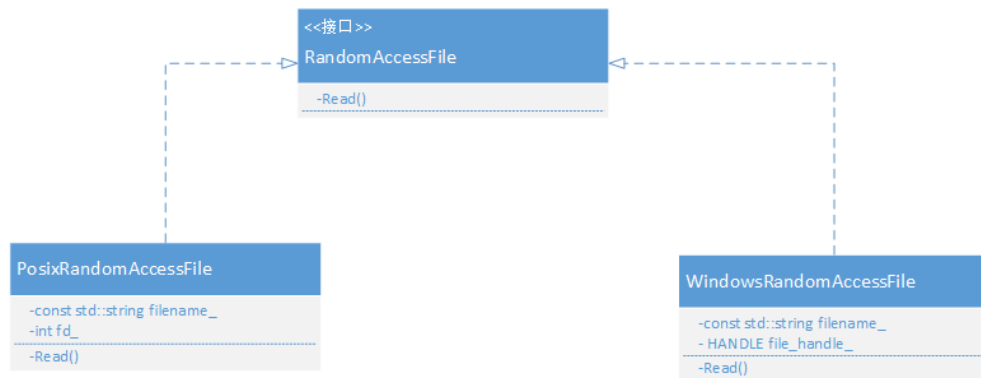 <<接口>>
RandomAccessFile
-Read()
PosixRandomAccessFile
-const std::string filename_
-int fd_
-Read()
WindowsRandomAccessFile
-const std::string filename_
- HANDLE file_handle_
-Read()